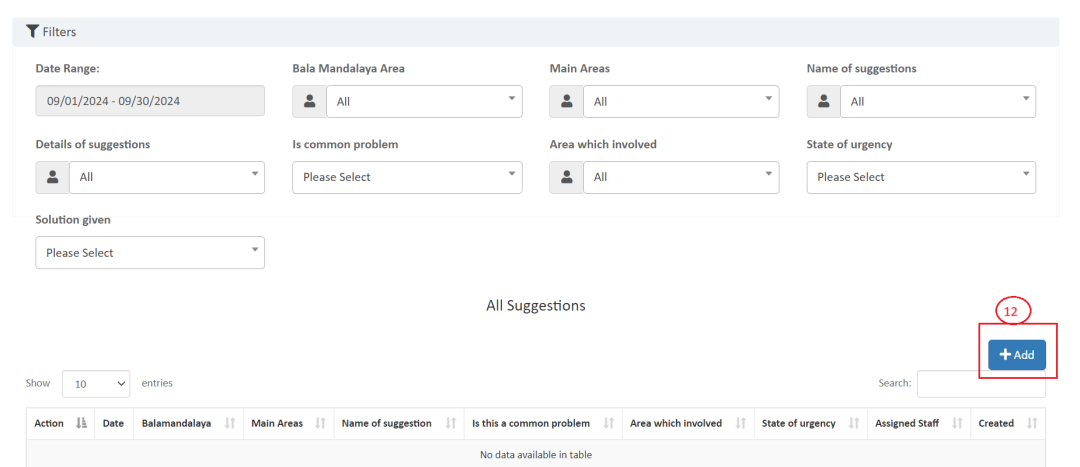 Filters
Date Range: Bala Mandalaya Area Main Areas Name of suggestions
09/01/2024 - 09/30/2024 All All All
Details of suggestions Is common problem Area which involved State of urgency
All Please Select All Please Select
Solution given
Please Select
All Suggestions
12
+ Add
Show 10 entries Search:
Action Date Balamandalaya Main Areas Name of suggestion Is this a common problem Area which involved State of urgency Assigned Staff Created
No data available in table